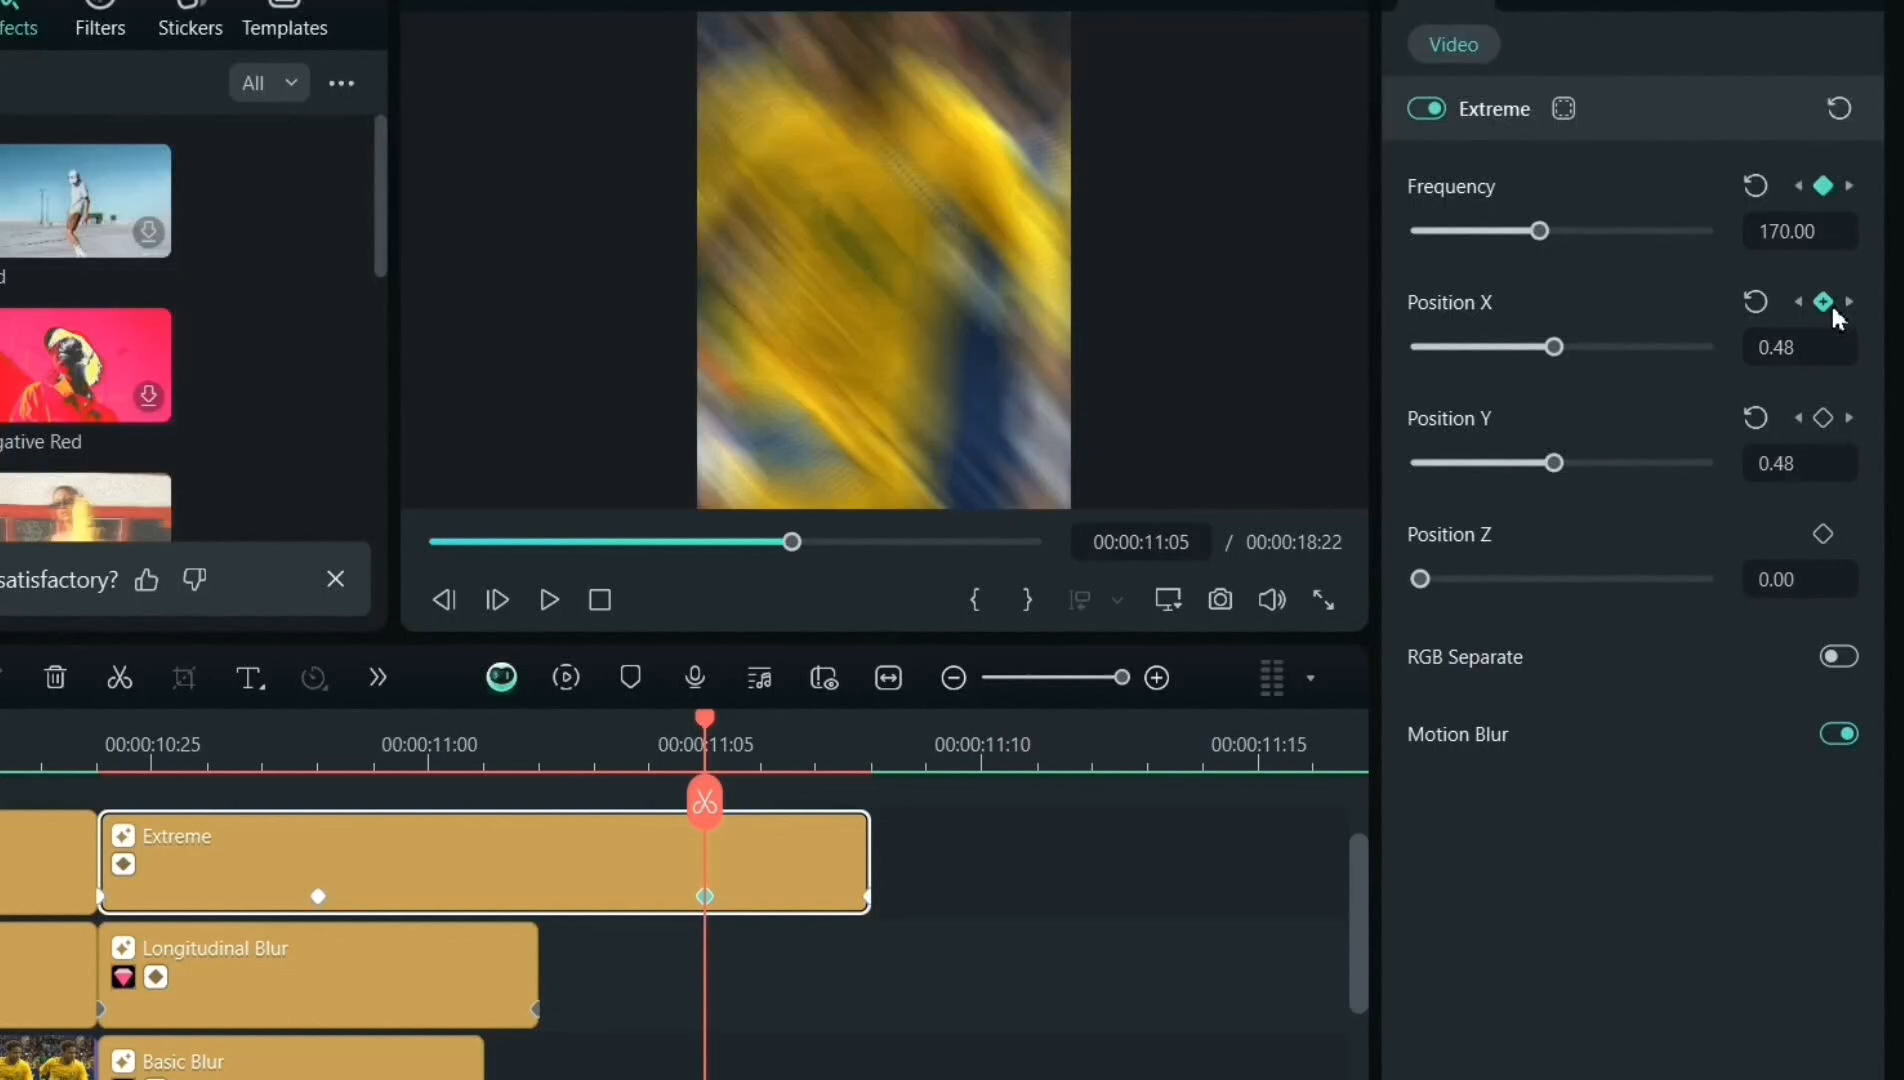 fects
Filters
Stickers
Templates
All
d
gative Red
satisfactory?
00:00:11:05 / 00:00:18:22
Video
Extreme
Frequency
170.00
Position X
0.48
Position Y
0.48
Position Z
0.00
RGB Separate
Motion Blur
00:00:10:25
00:00:11:00
00:00:11:05
00:00:11:10
00:00:11:15
Extreme
Longitudinal Blur
Basic Blur